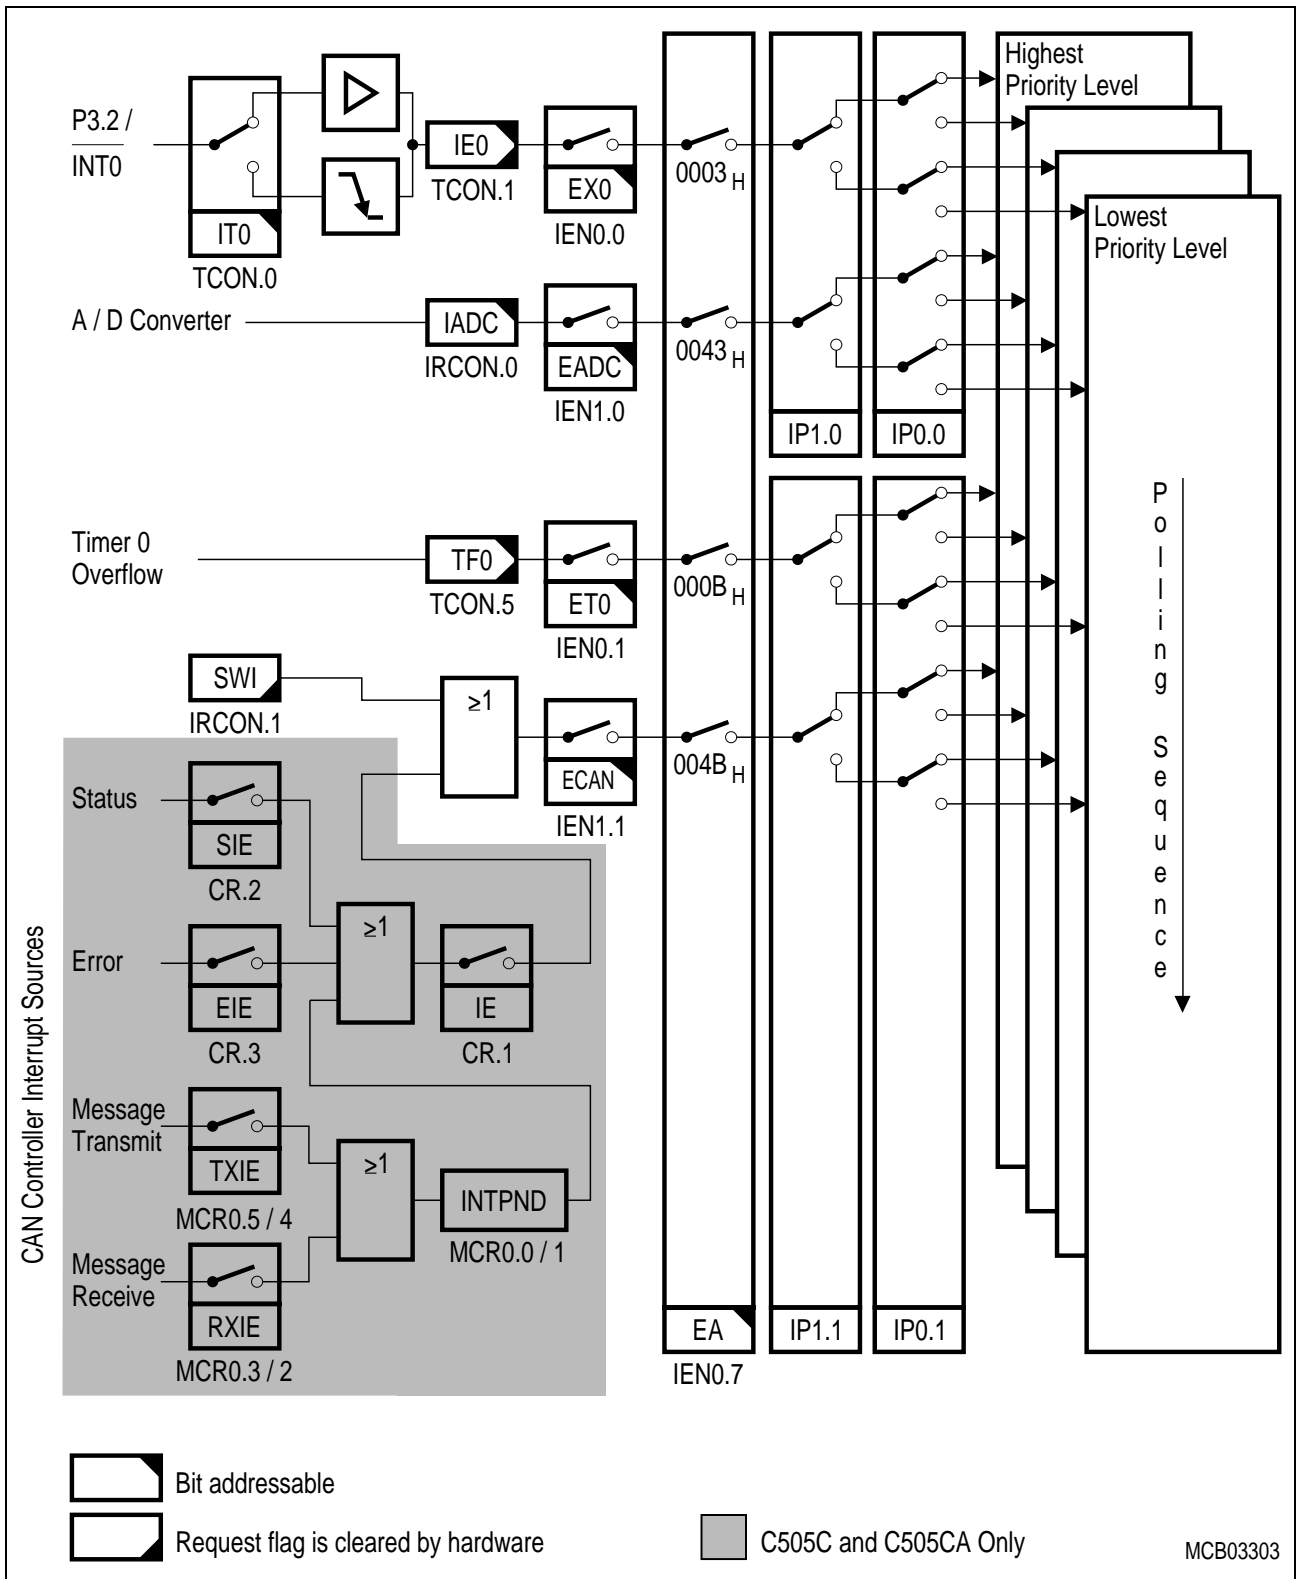 Highest
Priority Level
P3.2 /
INT0
IE0
TCON.1
EX0
IEN0.0
0003 H
IT0
TCON.0
Lowest
Priority Level
A / D Converter
IADC
IRCON.0
EADC
IEN1.0
0043 H
IP1.0
IP0.0
Timer 0
Overflow
TF0
TCON.5
ET0
IEN0.1
000B H
SWI
IRCON.1
≥1
ECAN
IEN1.1
004B H
Polling Sequence
CAN Controller Interrupt Sources
Status
SIE
CR.2
Error
EIE
CR.3
≥1
IE
CR.1
Message
Transmit
TXIE
MCR0.5 / 4
≥1
INTPND
MCR0.0 / 1
Message
Receive
RXIE
MCR0.3 / 2
EA
IEN0.7
IP1.1
IP0.1
Bit addressable
Request flag is cleared by hardware
C505C and C505CA Only
MCB03303